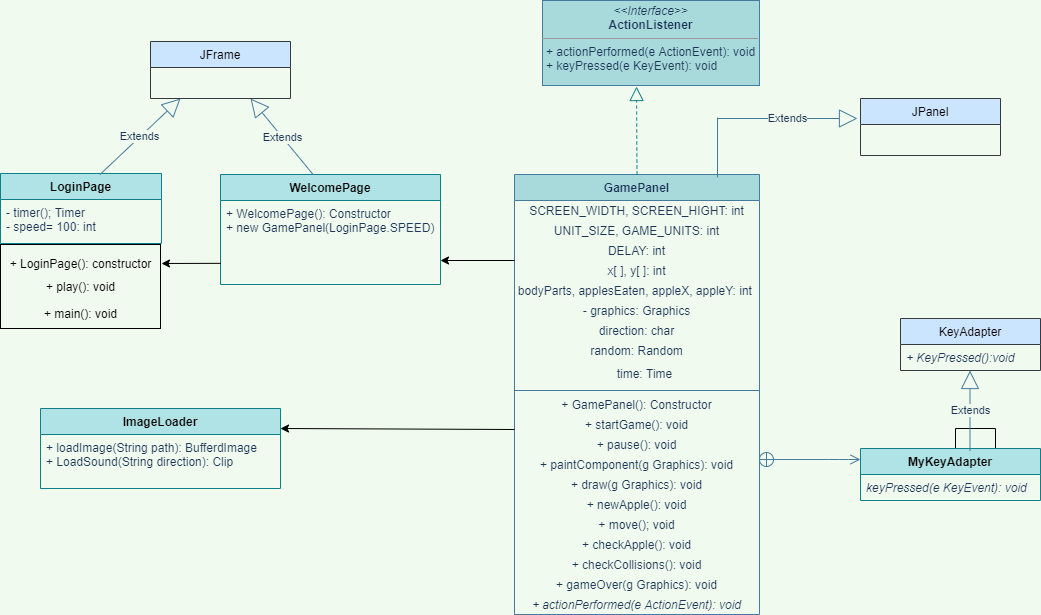 <<Interface>>
ActionListener
+ actionPerformed(e ActionEvent): void
+ keyPressed(e KeyEvent): void
JFrame
Extends
Extends
Extends
JPanel
LoginPage
- timer(); Timer
- speed= 100: int
+ LoginPage(): constructor
+ play(): void
+ main(): void
WelcomePage
+ WelcomePage(): Constructor
+ new GamePanel(LoginPage.SPEED)
GamePanel
SCREEN_WIDTH, SCREEN_HIGHT: int
UNIT_SIZE, GAME_UNITS: int
DELAY: int
x[ ], y[ ]: int
bodyParts, applesEaten, appleX, appleY: int
- graphics: Graphics
direction: char
random: Random
time: Time
+ GamePanel(): Constructor
+ startGame(): void
+ pause(): void
+ paintComponent(g Graphics): void
+ draw(g Graphics): void
+ newApple(): void
+ move(); void
+ checkApple(): void
+ checkCollisions(): void
+ gameOver(g Graphics): void
+ actionPerformed(e ActionEvent): void
KeyAdapter
+ KeyPressed():void
Extends
MyKeyAdapter
keyPressed(e KeyEvent): void
ImageLoader
+ loadImage(String path): BufferdImage
+ LoadSound(String direction): Clip